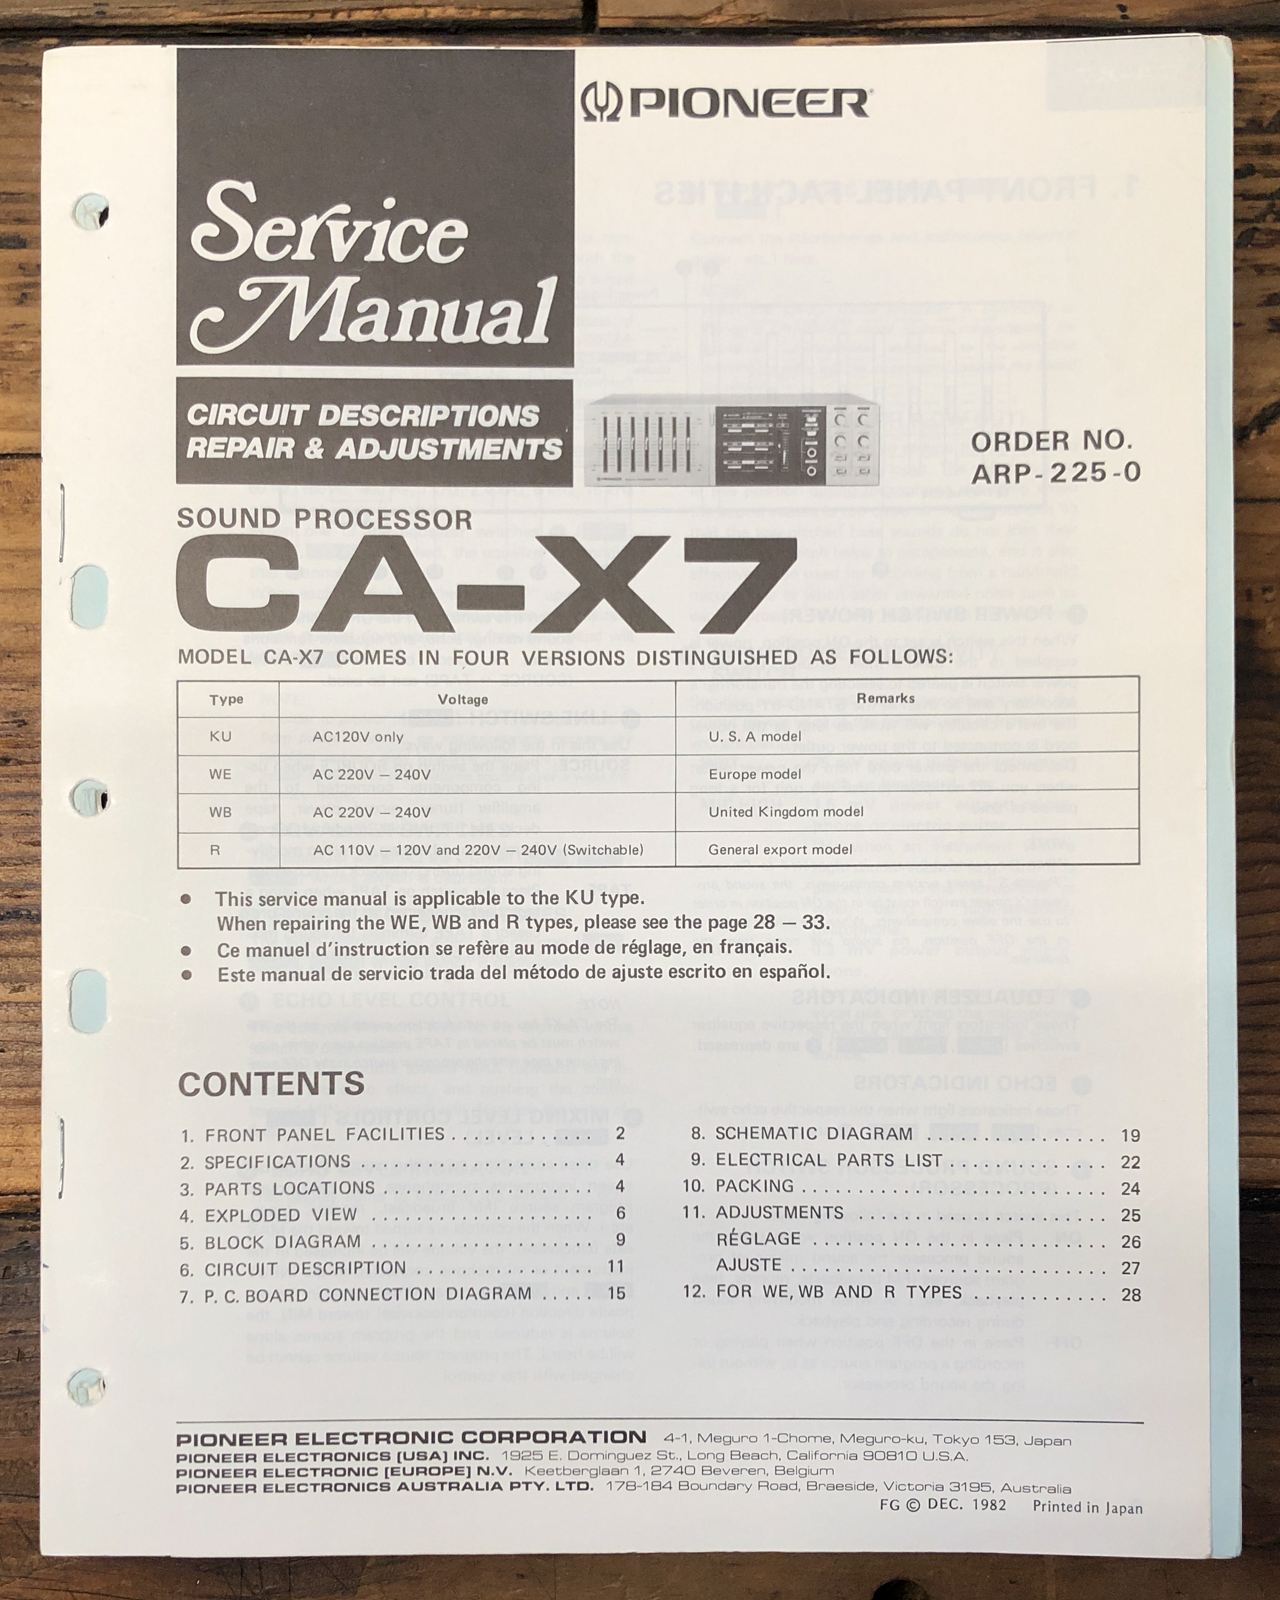 PIONEER
Service
Manual
CIRCUIT DESCRIPTIONS
REPAIR & ADJUSTMENTS
ORDER NO.
ARP-225-0
SOUND PROCESSOR
CA-X7
MODEL CA-X7 COMES IN FOUR VERSIONS DISTINGUISHED AS FOLLOWS:
Type Voltage Remarks
KU AC120V only U. S. A model
WE AC 220V – 240V Europe model
WB AC 220V – 240V United Kingdom model
R AC 110V – 120V and 220V – 240V (Switchable) General export model
● This service manual is applicable to the KU type.
When repairing the WE, WB and R types, please see the page 28 – 33.
● Ce manuel d'instruction se refère au mode de réglage, en français.
● Este manual de servicio trada del método de ajuste escrito en español.
CONTENTS
1. FRONT PANEL FACILITIES . . . . . . . . . . . . . 2
2. SPECIFICATIONS . . . . . . . . . . . . . . . . . . . . 4
3. PARTS LOCATIONS . . . . . . . . . . . . . . . . . . 4
4. EXPLODED VIEW . . . . . . . . . . . . . . . . . . . 6
5. BLOCK DIAGRAM . . . . . . . . . . . . . . . . . . . 9
6. CIRCUIT DESCRIPTION . . . . . . . . . . . . . . 11
7. P. C. BOARD CONNECTION DIAGRAM . . . . . 15
8. SCHEMATIC DIAGRAM . . . . . . . . . . . . . . . . 19
9. ELECTRICAL PARTS LIST . . . . . . . . . . . . . . 22
10. PACKING . . . . . . . . . . . . . . . . . . . . . . . . 24
11. ADJUSTMENTS . . . . . . . . . . . . . . . . . . . . 25
RÉGLAGE . . . . . . . . . . . . . . . . . . . . . . . 26
AJUSTE . . . . . . . . . . . . . . . . . . . . . . . . 27
12. FOR WE, WB AND R TYPES . . . . . . . . . . . 28
PIONEER ELECTRONIC CORPORATION 4-1, Meguro 1-Chome, Meguro-ku, Tokyo 153, Japan
PIONEER ELECTRONICS [USA] INC. 1925 E. Dominguez St., Long Beach, California 90810 U.S.A.
PIONEER ELECTRONIC [EUROPE] N.V. Keetberglaan 1, 2740 Beveren, Belgium
PIONEER ELECTRONICS AUSTRALIA PTY. LTD. 178-184 Boundary Road, Braeside, Victoria 3195, Australia
FG © DEC. 1982 Printed in Japan